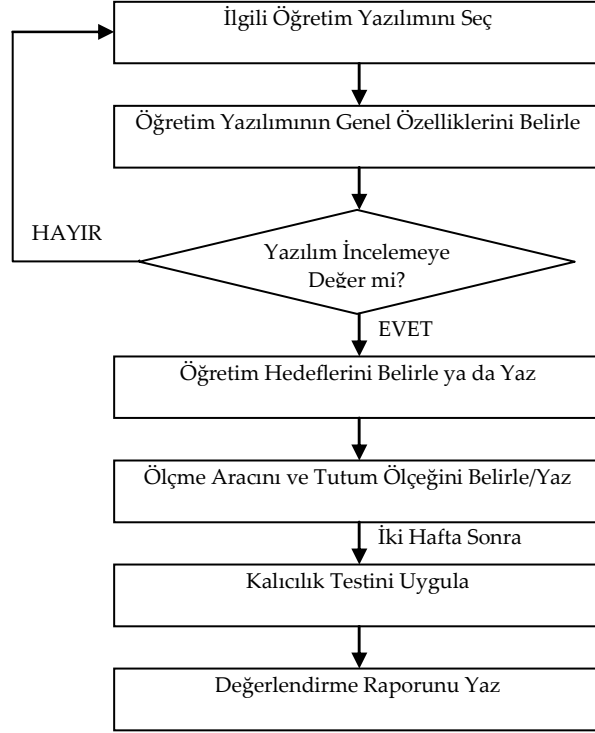 İlgili Öğretim Yazılımını Seç
Öğretim Yazılımının Genel Özelliklerini Belirle
HAYIR
Yazılım İncelemeye
Değer mi?
EVET
Öğretim Hedeflerini Belirle ya da Yaz
Ölçme Aracını ve Tutum Ölçeğini Belirle/Yaz
İki Hafta Sonra
Kalıcılık Testini Uygula
Değerlendirme Raporunu Yaz